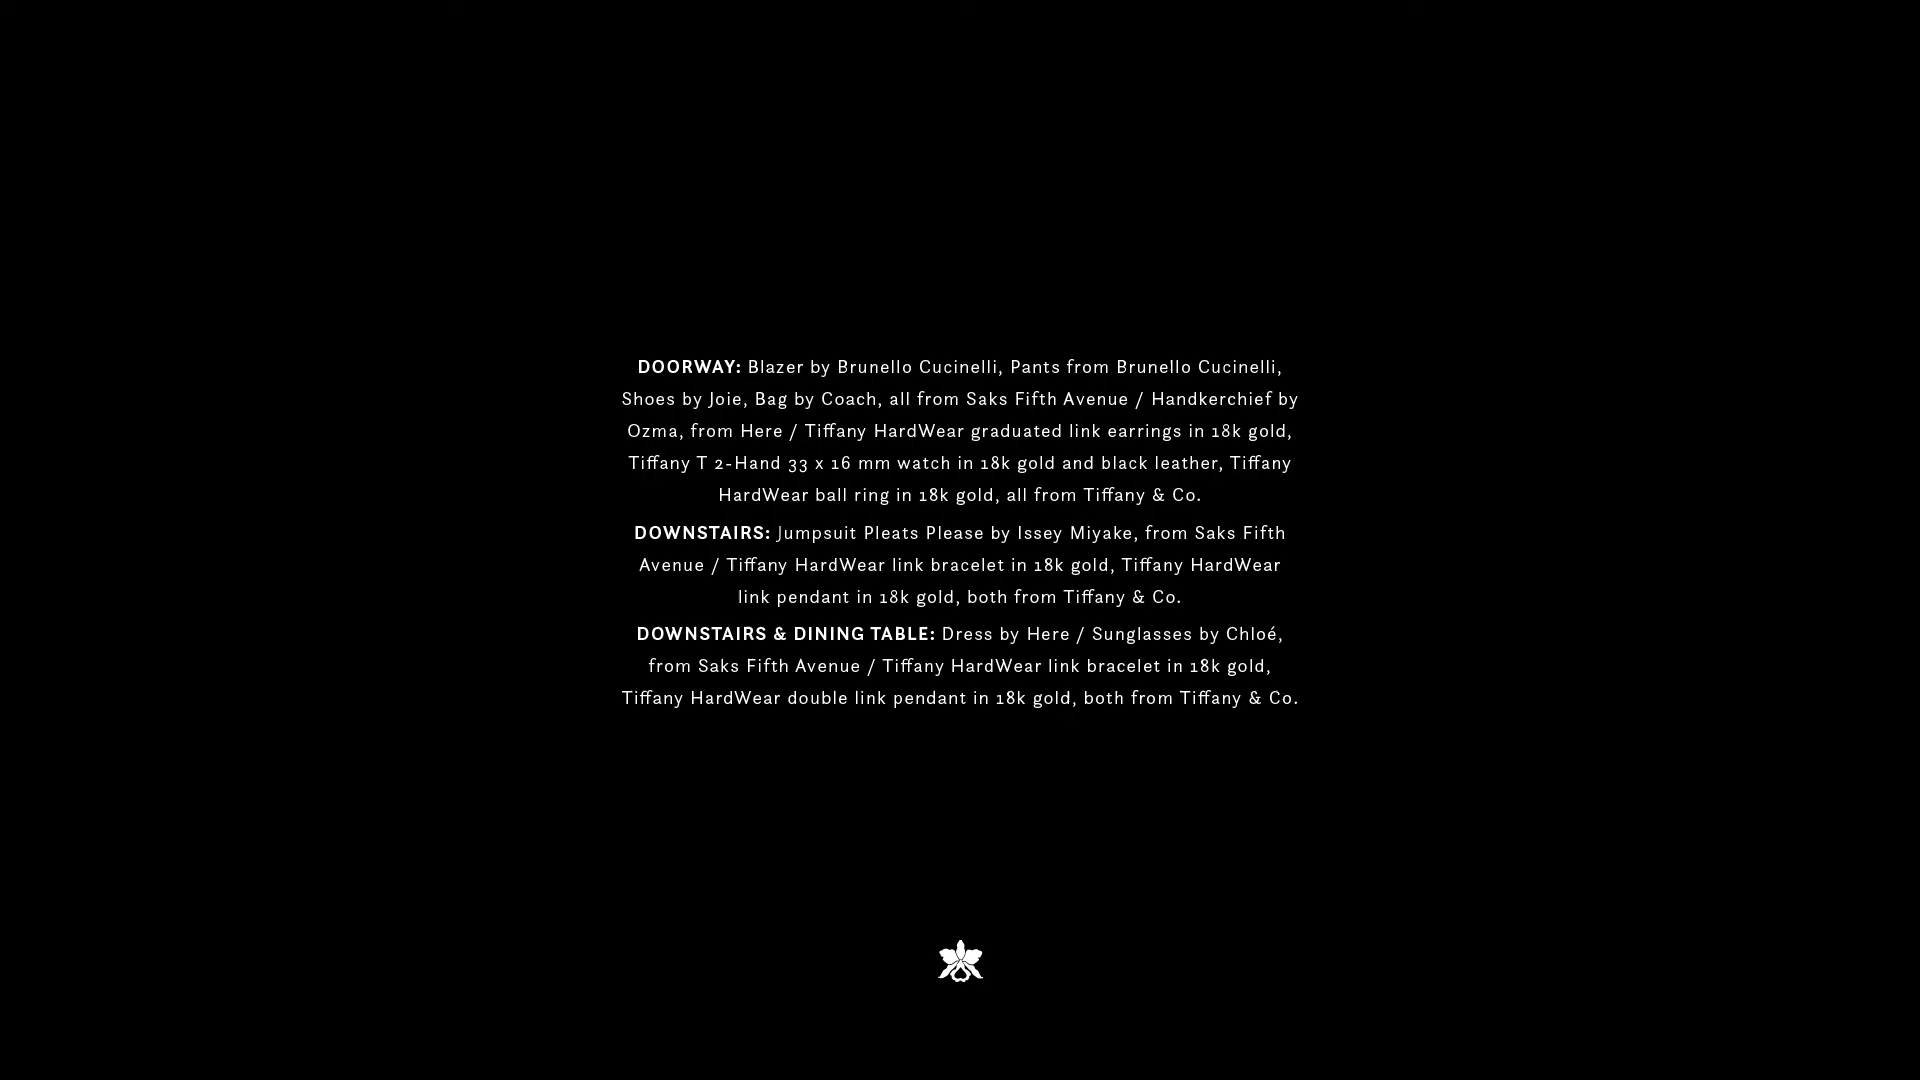 DOORWAY: Blazer by Brunello Cucinelli, Pants from Brunello Cucinelli,
Shoes by Joie, Bag by Coach, all from Saks Fifth Avenue / Handkerchief by
Ozma, from Here / Tiffany HardWear graduated link earrings in 18k gold,
Tiffany T 2-Hand 33 x 16 mm watch in 18k gold and black leather, Tiffany
HardWear ball ring in 18k gold, all from Tiffany & Co.
DOWNSTAIRS: Jumpsuit Pleats Please by Issey Miyake, from Saks Fifth
Avenue / Tiffany HardWear link bracelet in 18k gold, Tiffany HardWear
link pendant in 18k gold, both from Tiffany & Co.
DOWNSTAIRS & DINING TABLE: Dress by Here / Sunglasses by Chloé,
from Saks Fifth Avenue / Tiffany HardWear link bracelet in 18k gold,
Tiffany HardWear double link pendant in 18k gold, both from Tiffany & Co.